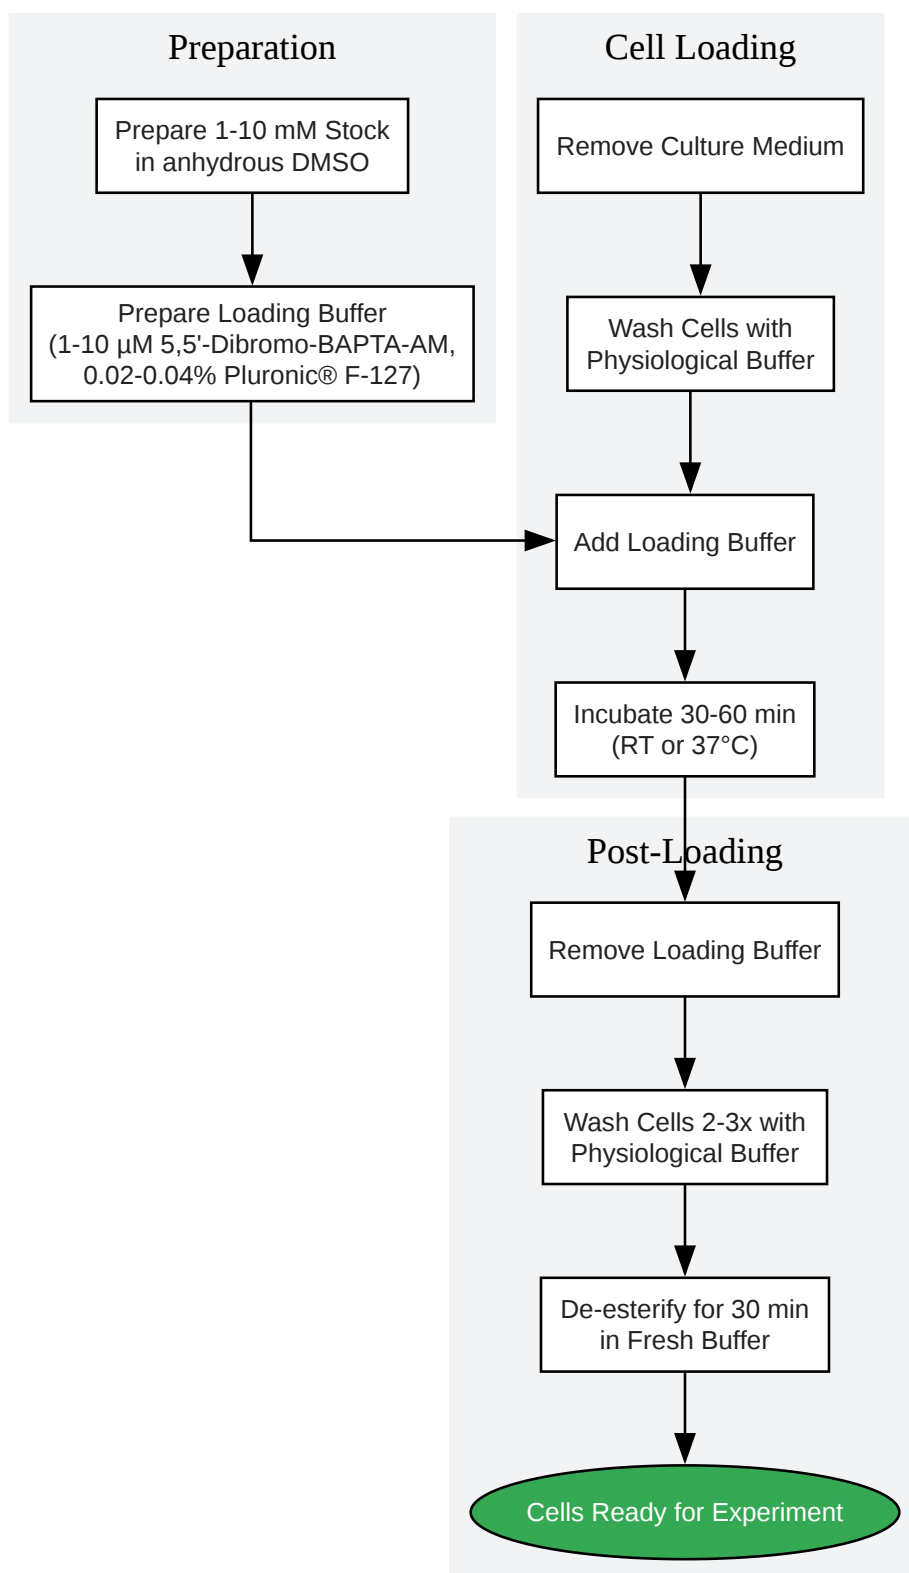 Preparation
Prepare 1-10 mM Stock
in anhydrous DMSO
Prepare Loading Buffer
(1-10 µM 5,5'-Dibromo-BAPTA-AM,
0.02-0.04% Pluronic® F-127)
Cell Loading
Remove Culture Medium
Wash Cells with
Physiological Buffer
Add Loading Buffer
Incubate 30-60 min
(RT or 37°C)
Post-Loading
Remove Loading Buffer
Wash Cells 2-3x with
Physiological Buffer
De-esterify for 30 min
in Fresh Buffer
Cells Ready for Experiment